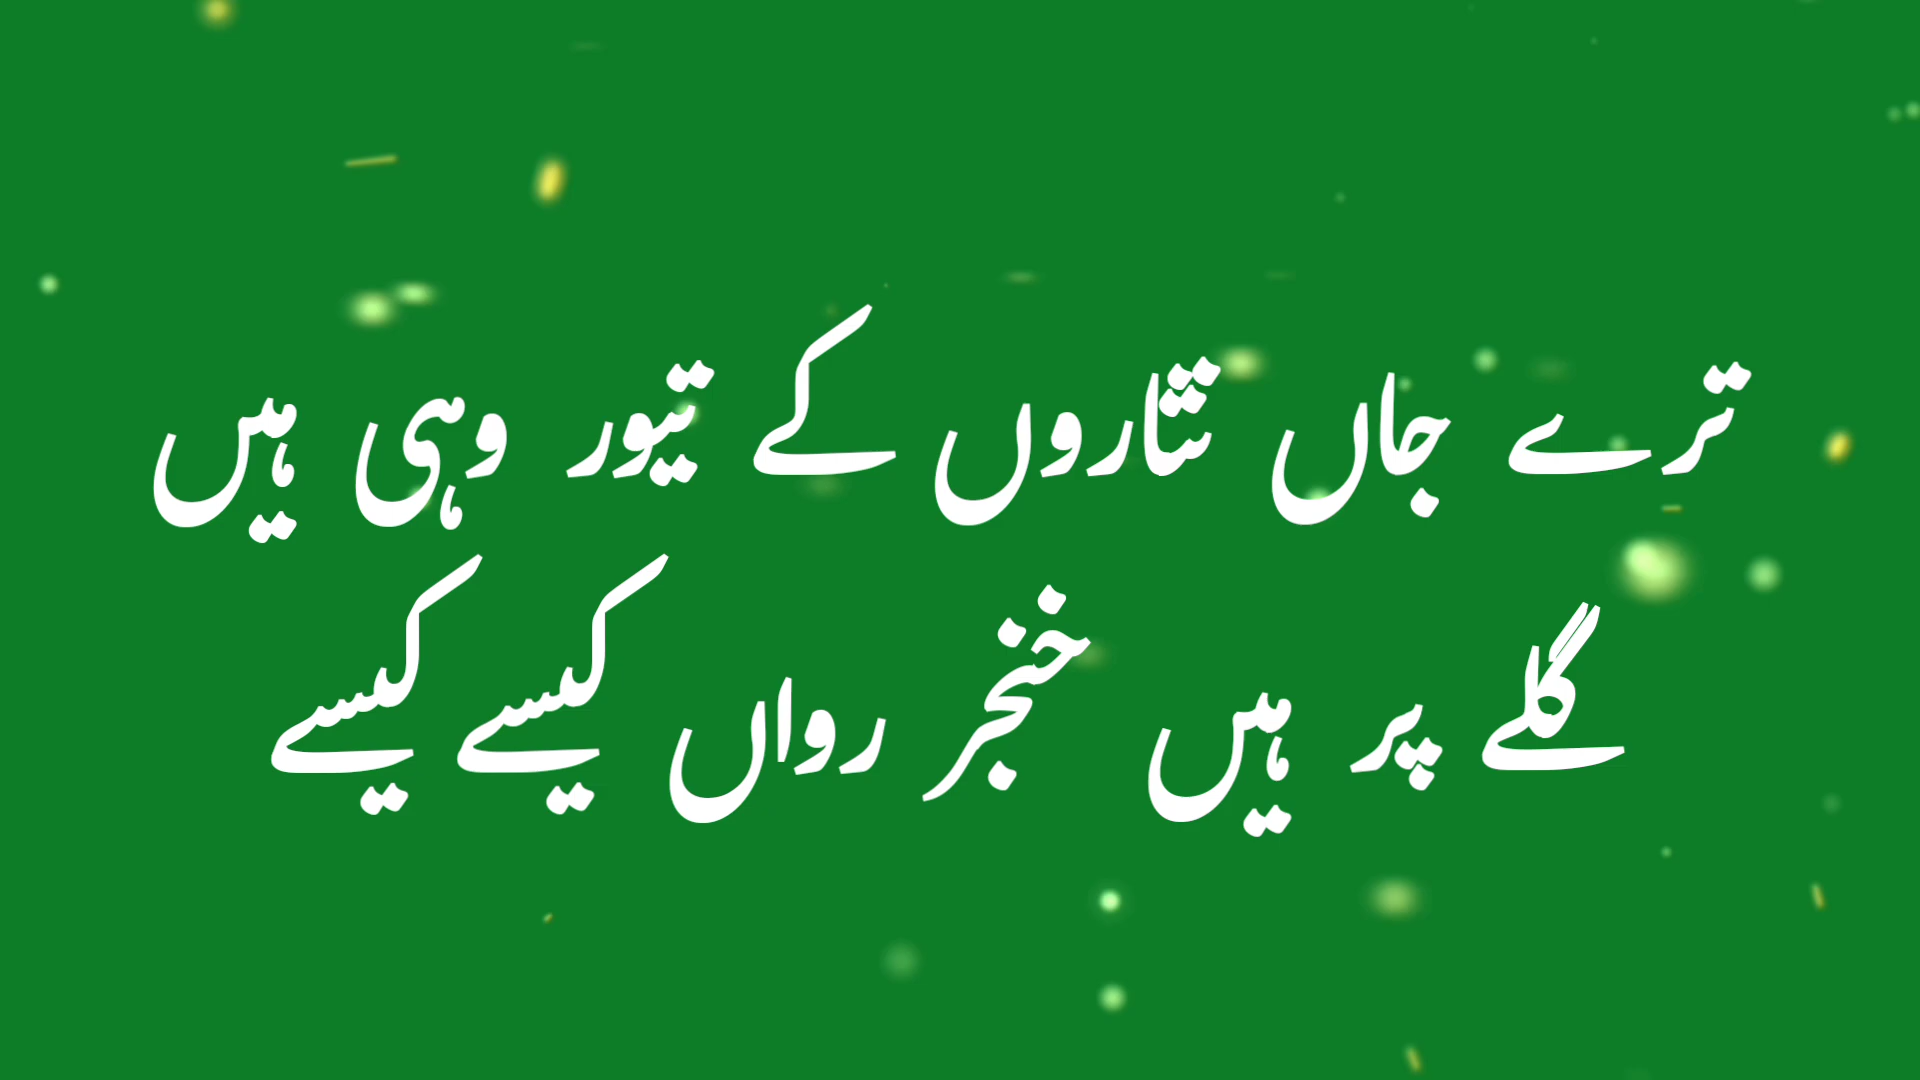 ترے جاں نثاروں کے تیور وہی ہیں
گلے پر ہیں خنجر رواں کیسے کیسے